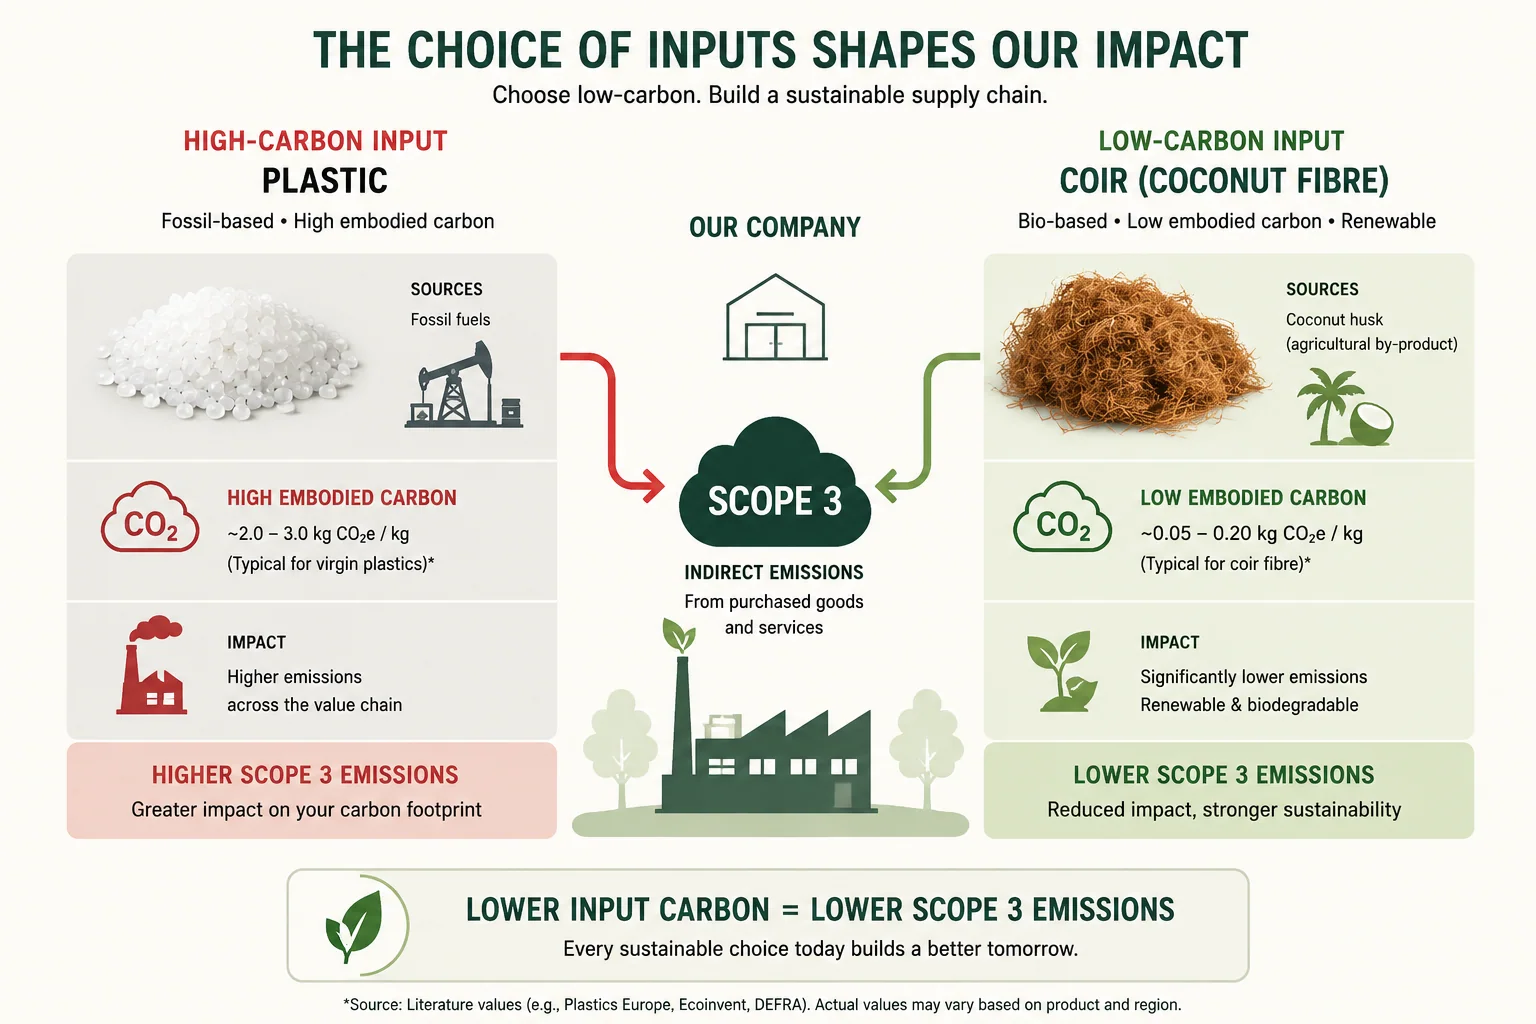 THE CHOICE OF INPUTS SHAPES OUR IMPACT
Choose low-carbon. Build a sustainable supply chain.
HIGH-CARBON INPUT
PLASTIC
Fossil-based • High embodied carbon
SOURCES
Fossil fuels
CO₂
HIGH EMBODIED CARBON
~2.0 – 3.0 kg CO₂e / kg
(Typical for virgin plastics)*
IMPACT
Higher emissions
across the value chain
HIGHER SCOPE 3 EMISSIONS
Greater impact on your carbon footprint
OUR COMPANY
SCOPE 3
INDIRECT EMISSIONS
From purchased goods
and services
LOW-CARBON INPUT
COIR (COCONUT FIBRE)
Bio-based • Low embodied carbon • Renewable
SOURCES
Coconut husk
(agricultural by-product)
CO₂
LOW EMBODIED CARBON
~0.05 – 0.20 kg CO₂e / kg
(Typical for coir fibre)*
IMPACT
Significantly lower emissions
Renewable & biodegradable
LOWER SCOPE 3 EMISSIONS
Reduced impact, stronger sustainability
LOWER INPUT CARBON = LOWER SCOPE 3 EMISSIONS
Every sustainable choice today builds a better tomorrow.
*Source: Literature values (e.g., Plastics Europe, Ecoinvent, DEFRA). Actual values may vary based on product and region.